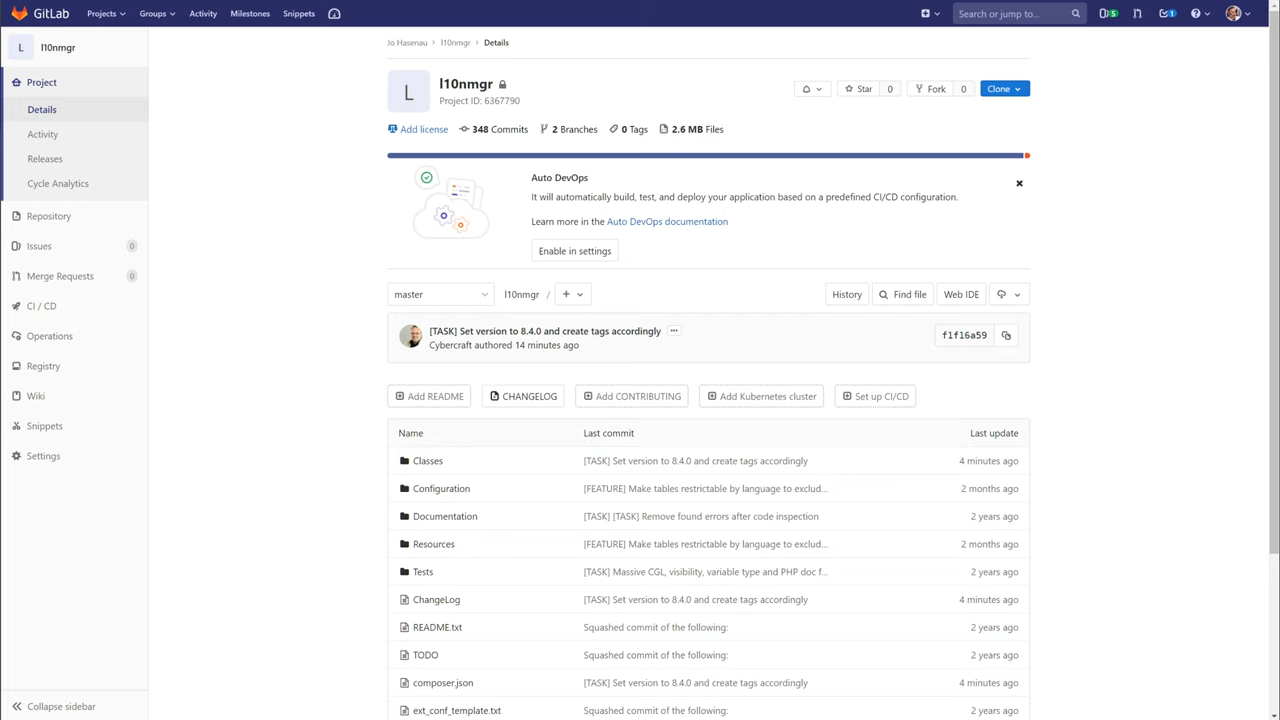 GitLab Projects Groups Activity Milestones Snippets Search or jump to... 5 1
L l10nmgr
Project
Details
Activity
Releases
Cycle Analytics
Repository
Issues 0
Merge Requests 0
CI / CD
Operations
Registry
Wiki
Snippets
Settings
Collapse sidebar
Jo Hasenau > l10nmgr > Details
L
l10nmgr
Project ID: 6367790
Star 0 Fork 0 Clone
Add license 348 Commits 2 Branches 0 Tags 2.6 MB Files
Auto DevOps
It will automatically build, test, and deploy your application based on a predefined CI/CD configuration.
Learn more in the Auto DevOps documentation
Enable in settings
master l10nmgr / + History Find file Web IDE
[TASK] Set version to 8.4.0 and create tags accordingly ...
Cybercraft authored 14 minutes ago
f1f16a59
Add README CHANGELOG Add CONTRIBUTING Add Kubernetes cluster Set up CI/CD
Name Last commit Last update
Classes [TASK] Set version to 8.4.0 and create tags accordingly 4 minutes ago
Configuration [FEATURE] Make tables restrictable by language to exclud... 2 months ago
Documentation [TASK] [TASK] Remove found errors after code inspection 2 years ago
Resources [FEATURE] Make tables restrictable by language to exclud... 2 months ago
Tests [TASK] Massive CGL, visibility, variable type and PHP doc f... 2 years ago
ChangeLog [TASK] Set version to 8.4.0 and create tags accordingly 4 minutes ago
README.txt Squashed commit of the following: 2 years ago
TODO Squashed commit of the following: 2 years ago
composer.json [TASK] Set version to 8.4.0 and create tags accordingly 4 minutes ago
ext_conf_template.txt Squashed commit of the following: 2 years ago